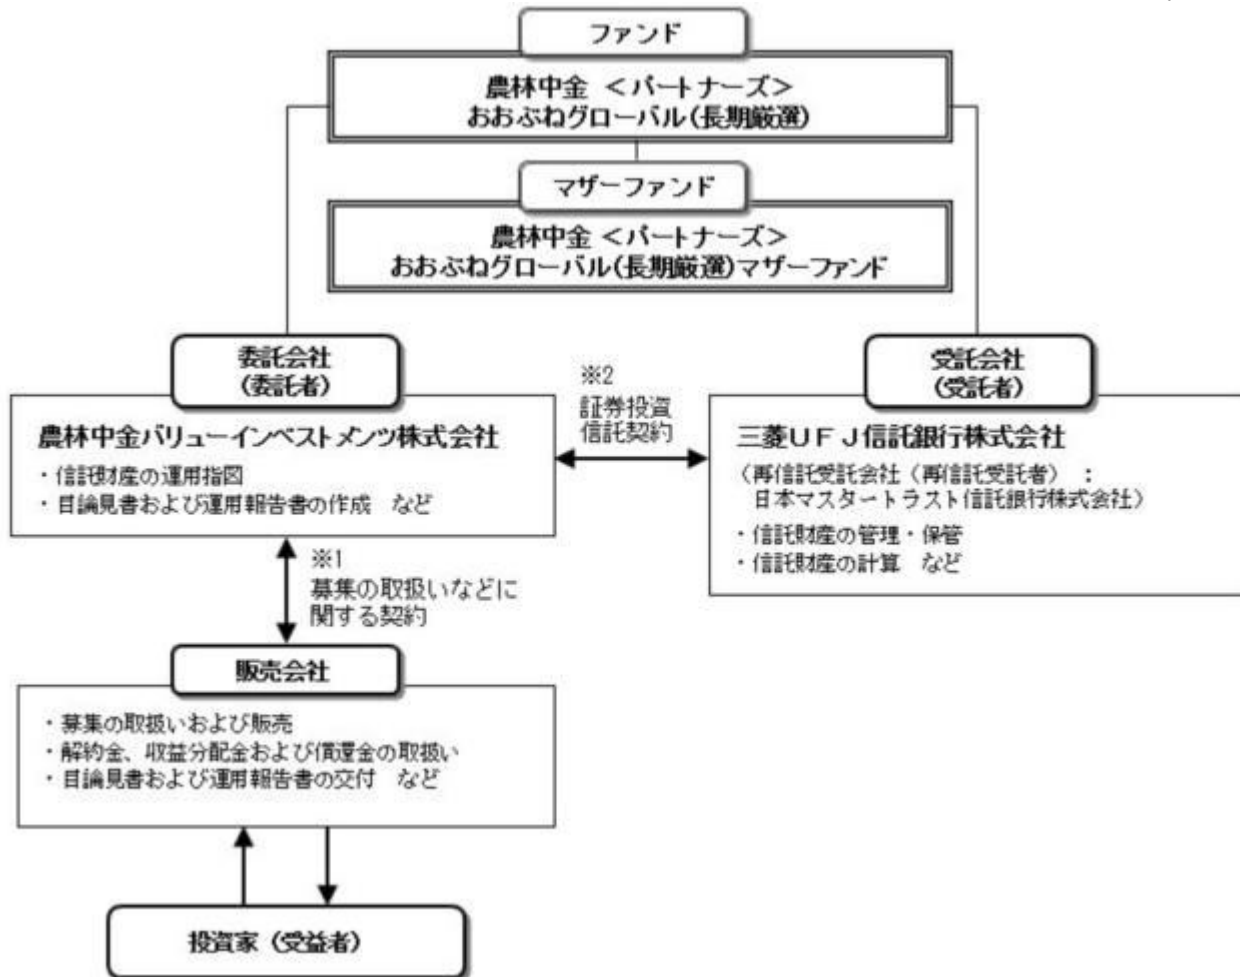 ファンド
農林中金 <パートナーズ>
おおぶねグローバル(長期厳選)
マザーファンド
農林中金 <パートナーズ>
おおぶねグローバル(長期厳選)マザーファンド
委託会社
(委託者)
農林中金バリューインベストメンツ株式会社
・信託財産の運用指図
・目論見書および運用報告書の作成 など
※2
証券投資
信託契約
受託会社
(受託者)
三菱UFJ信託銀行株式会社
(再信託受託会社(再信託受託者) :
日本マスタートラスト信託銀行株式会社)
・信託財産の管理・保管
・信託財産の計算 など
※1
募集の取扱いなどに
関する契約
販売会社
・募集の取扱いおよび販売
・解約金、収益分配金および償還金の取扱い
・目論見書および運用報告書の交付 など
投資家(受益者)